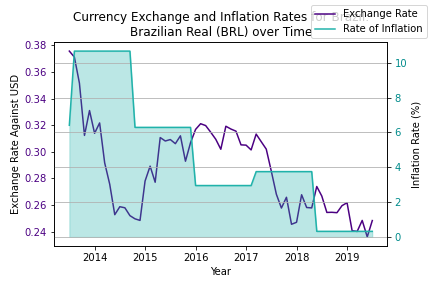 Currency Exchange and Inflation Rates for Brazil
Brazilian Real (BRL) over Time
Exchange Rate
Rate of Inflation
0.38
0.36
0.34
0.32
0.30
0.28
0.26
0.24
Exchange Rate Against USD
10
8
6
4
2
0
Inflation Rate (%)
2014
2015
2016
2017
2018
2019
Year